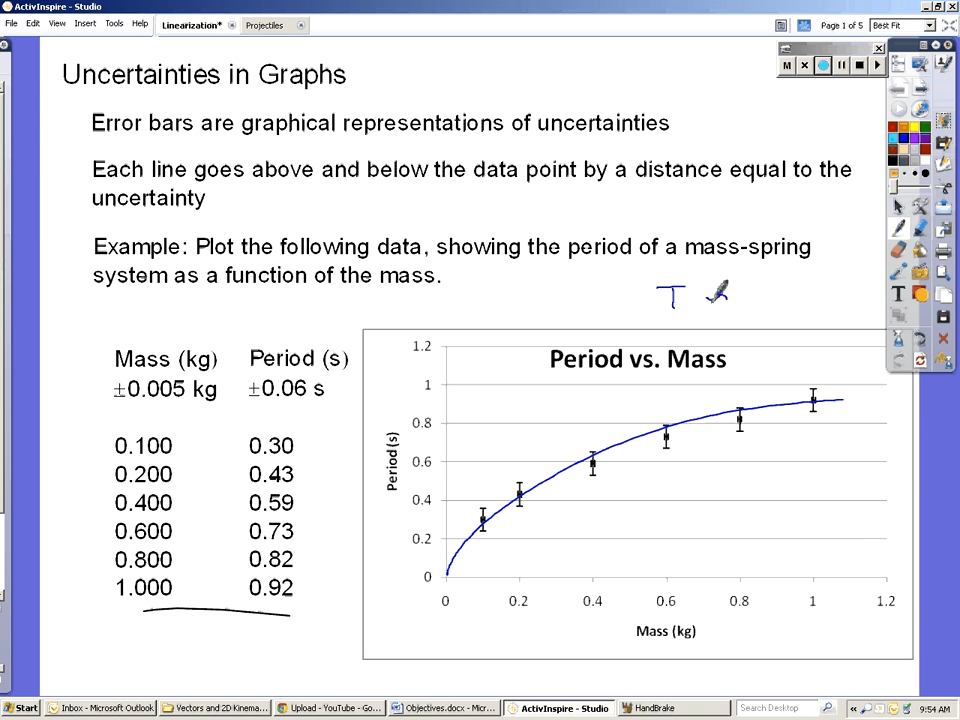 ActivInspire - Studio
File Edit View Insert Tools Help
Linearization*
Projectiles
Page 1 of 5
Best Fit
M
Uncertainties in Graphs
Error bars are graphical representations of uncertainties
Each line goes above and below the data point by a distance equal to the
uncertainty
Example: Plot the following data, showing the period of a mass-spring
system as a function of the mass.
T
T
Mass (kg) Period (s)
±0.005 kg ±0.06 s
0.100 0.30
0.200 0.43
0.400 0.59
0.600 0.73
0.800 0.82
1.000 0.92
Period vs. Mass
1.2
1
0.8
0.6
0.4
0.2
0
Period (s)
0 0.2 0.4 0.6 0.8 1 1.2
Mass (kg)
Start
Inbox - Microsoft Outlook
Vectors and 2D Kinema...
Upload - YouTube - Go...
Objectives.docx - Micr...
ActivInspire - Studio
HandBrake
Search Desktop
9:54 AM